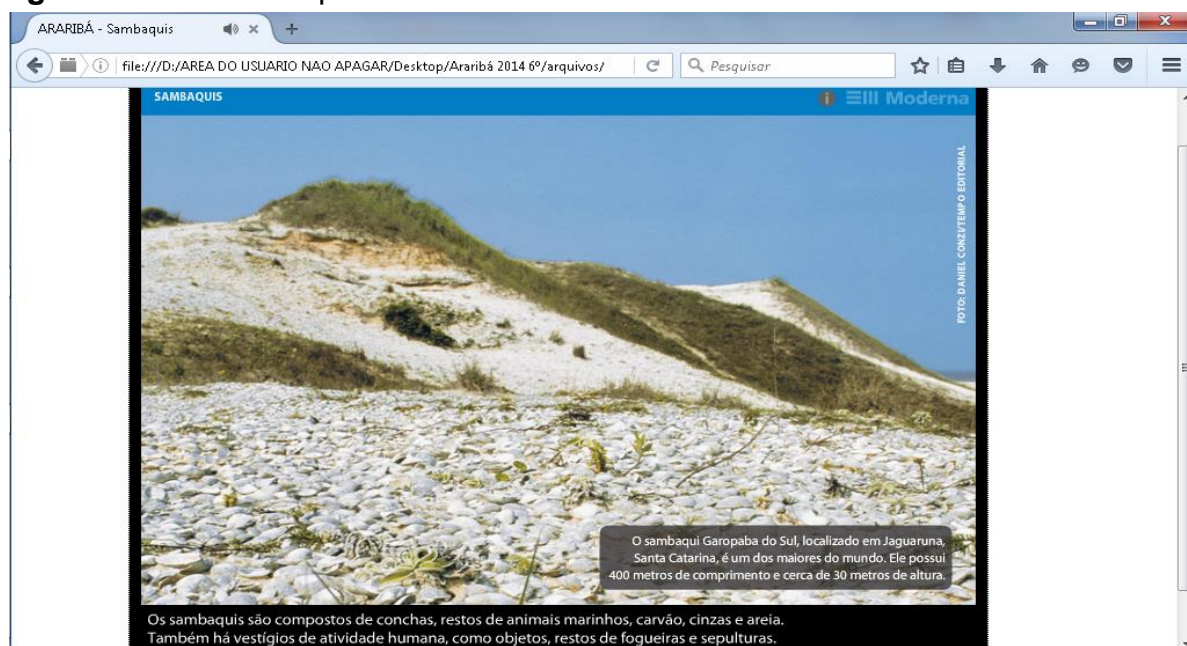 ARARIBÁ - Sambaquis
file:///D:/AREA DO USUARIO NAO APAGAR/Desktop/Araribá 2014 6º/arquivos/
Pesquisar
SAMBAQUIS
Moderna
FOTO: DANIEL CONZI/TEMPO EDITORIAL
O sambaqui Garopaba do Sul, localizado em Jaguaruna,
Santa Catarina, é um dos maiores do mundo. Ele possui
400 metros de comprimento e cerca de 30 metros de altura.
Os sambaquis são compostos de conchas, restos de animais marinhos, carvão, cinzas e areia.
Também há vestígios de atividade humana, como objetos, restos de fogueiras e sepulturas.